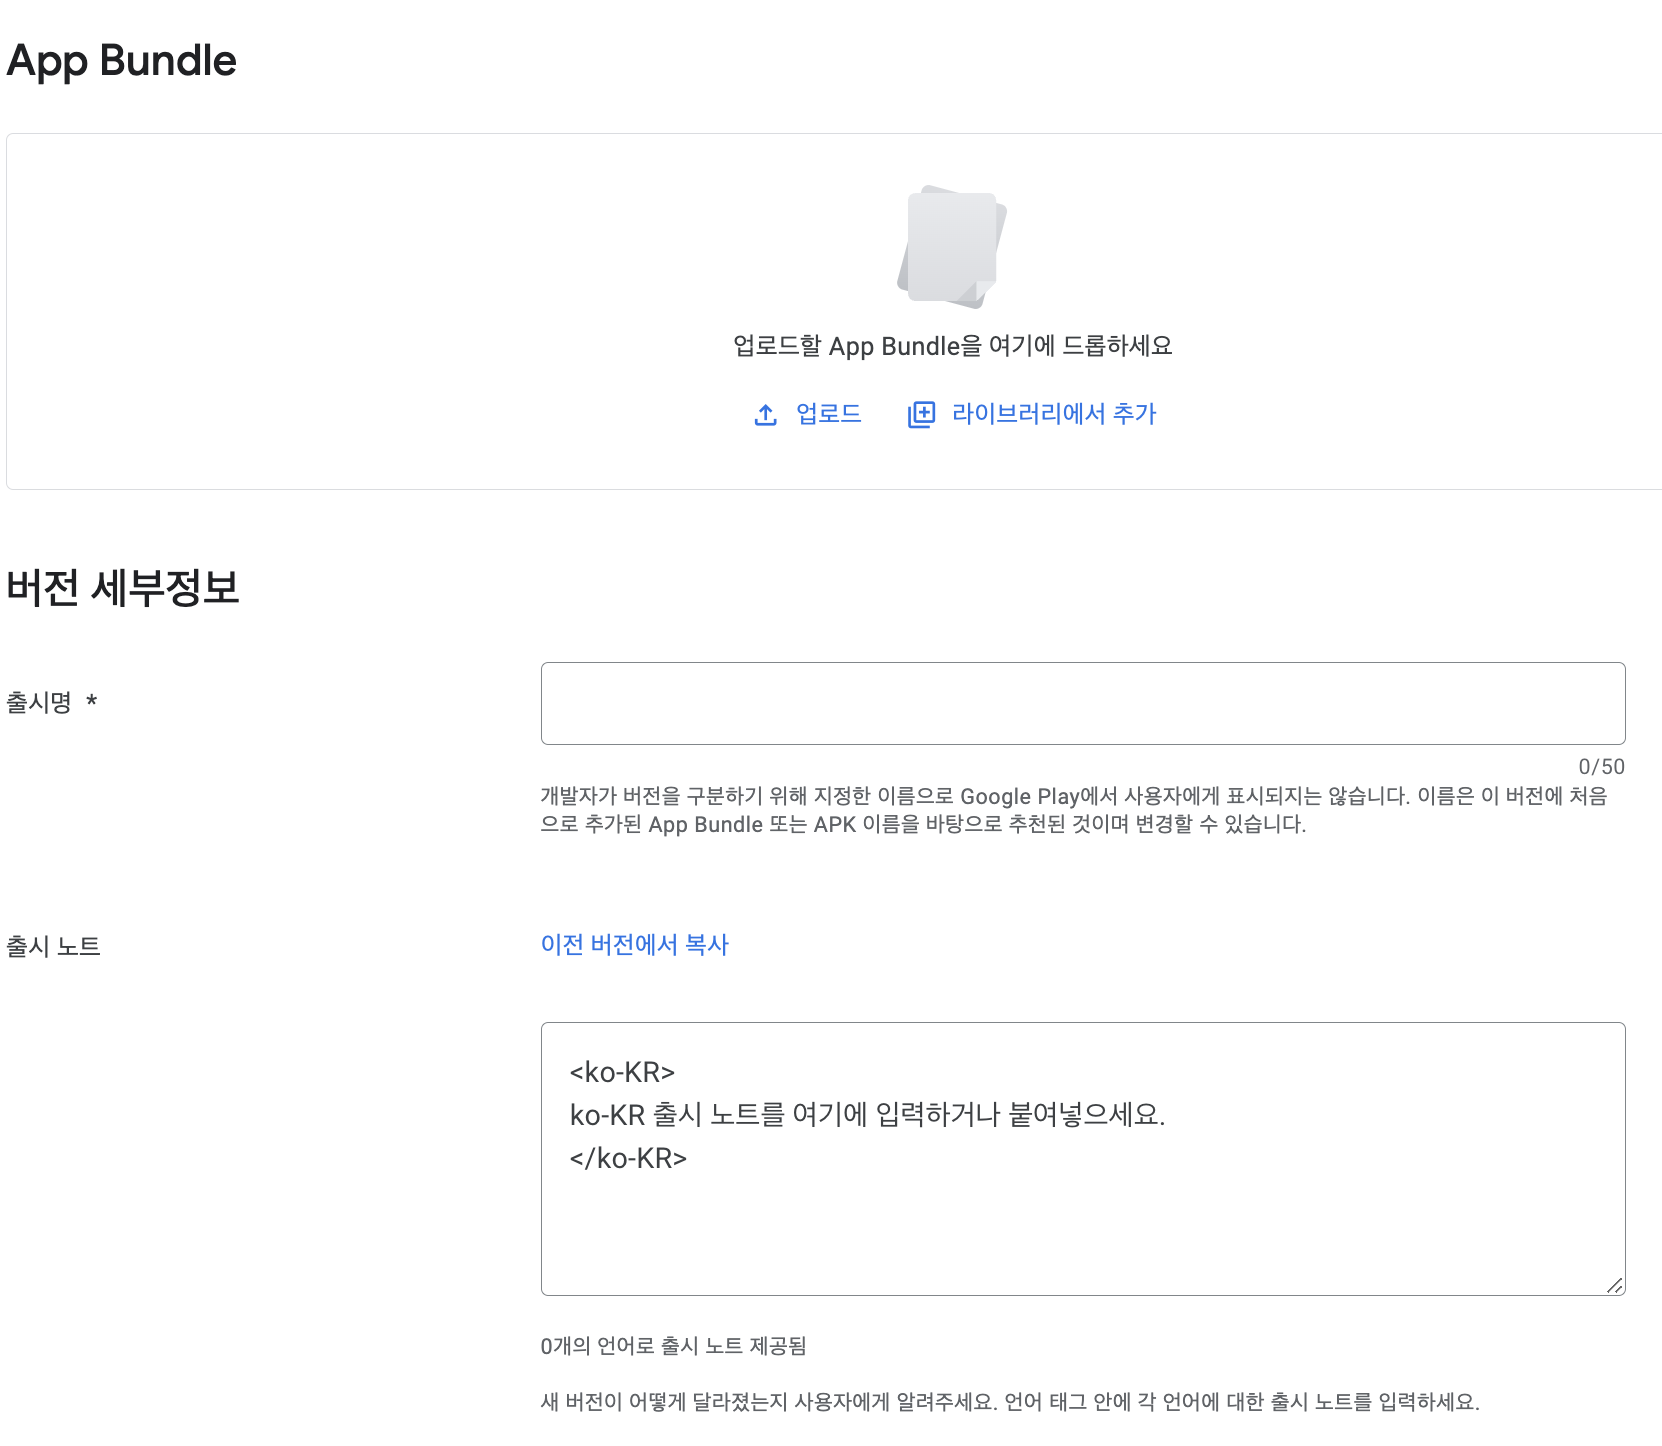 App Bundle
업로드할 App Bundle을 여기에 드롭하세요
업로드 라이브러리에서 추가
버전 세부정보
출시명 *
0/50
개발자가 버전을 구분하기 위해 지정한 이름으로 Google Play에서 사용자에게 표시되지는 않습니다. 이름은 이 버전에 처음
으로 추가된 App Bundle 또는 APK 이름을 바탕으로 추천된 것이며 변경할 수 있습니다.
출시 노트
이전 버전에서 복사
<ko-KR>
ko-KR 출시 노트를 여기에 입력하거나 붙여넣으세요.
</ko-KR>
0개의 언어로 출시 노트 제공됨
새 버전이 어떻게 달라졌는지 사용자에게 알려주세요. 언어 태그 안에 각 언어에 대한 출시 노트를 입력하세요.